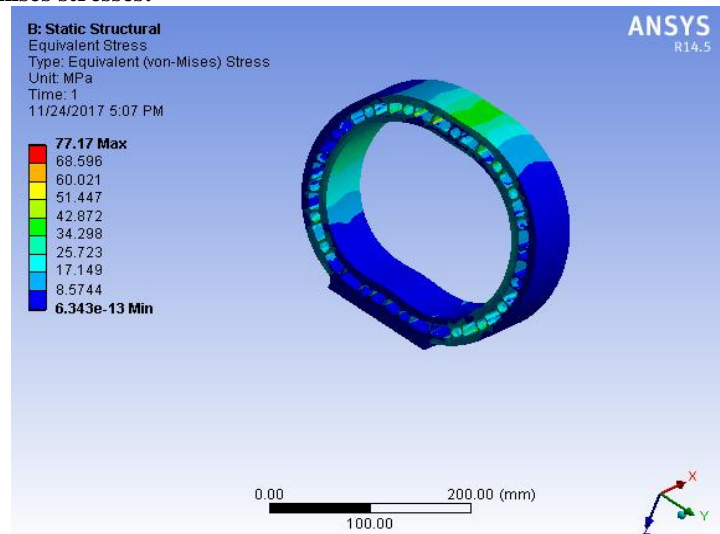 mises stresses.
B: Static Structural
Equivalent Stress
Type: Equivalent (von-Mises) Stress
Unit: MPa
Time: 1
11/24/2017 5:07 PM
77.17 Max
68.596
60.021
51.447
42.872
34.298
25.723
17.149
8.5744
6.343e-13 Min
ANSYS
R14.5
0.00
200.00 (mm)
100.00
X
Y